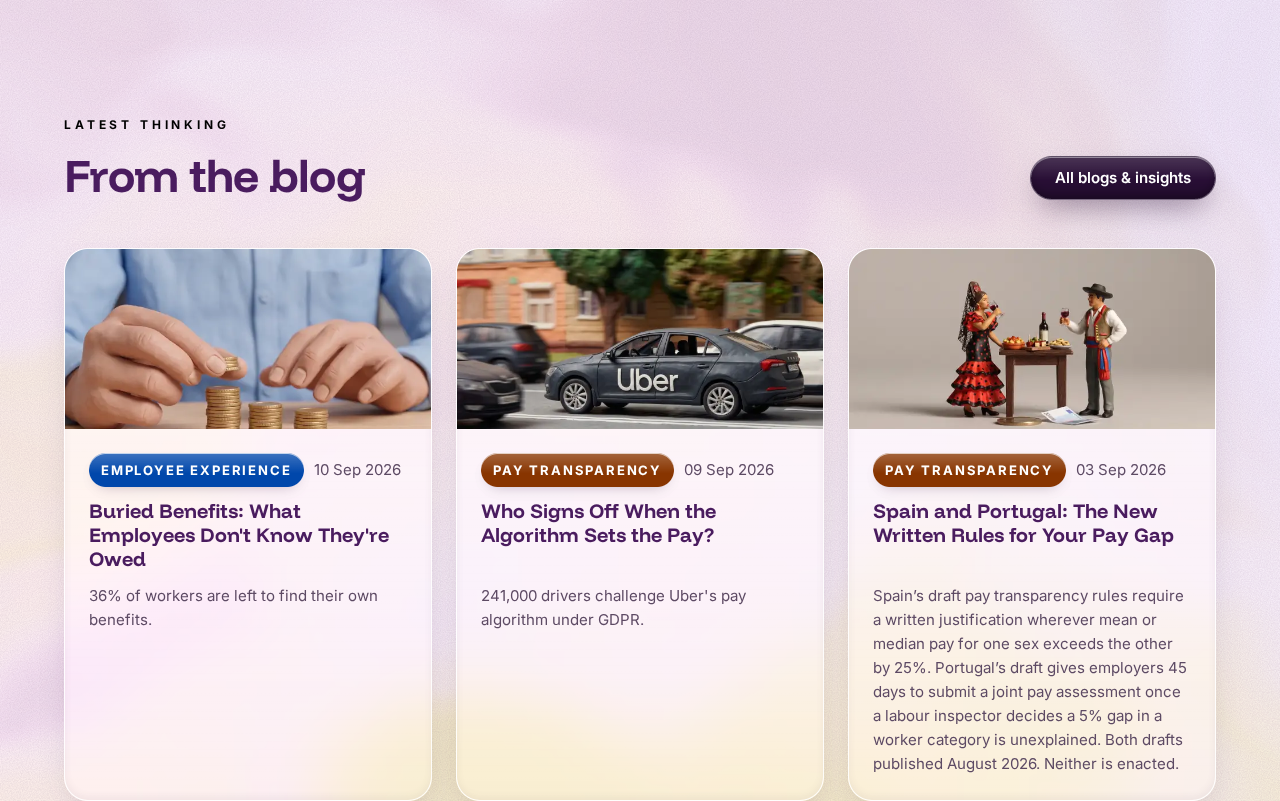 LATEST THINKING
From the blog
All blogs & insights
Uber
EMPLOYEE EXPERIENCE 10 Sep 2026
Buried Benefits: What
Employees Don't Know They're
Owed
36% of workers are left to find their own
benefits.
PAY TRANSPARENCY 09 Sep 2026
Who Signs Off When the
Algorithm Sets the Pay?
241,000 drivers challenge Uber's pay
algorithm under GDPR.
PAY TRANSPARENCY 03 Sep 2026
Spain and Portugal: The New
Written Rules for Your Pay Gap
Spain’s draft pay transparency rules require
a written justification wherever mean or
median pay for one sex exceeds the other
by 25%. Portugal’s draft gives employers 45
days to submit a joint pay assessment once
a labour inspector decides a 5% gap in a
worker category is unexplained. Both drafts
published August 2026. Neither is enacted.